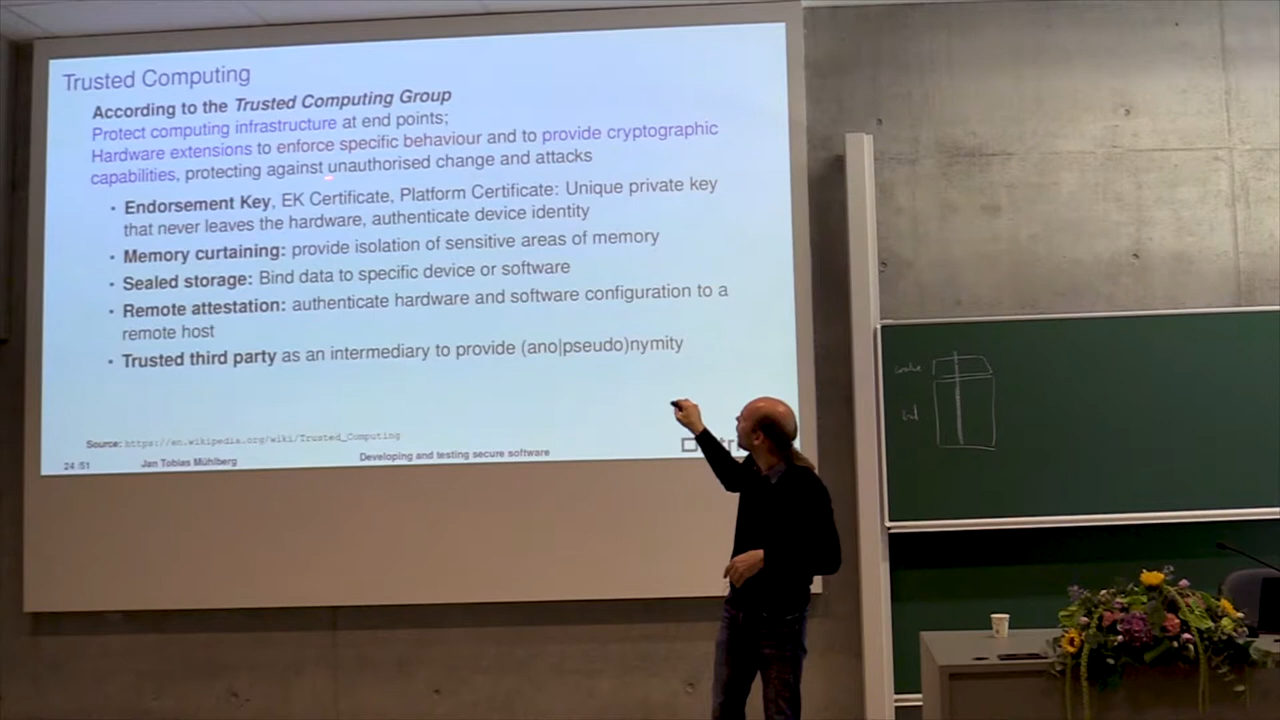 Trusted Computing
According to the Trusted Computing Group
Protect computing infrastructure at end points;
Hardware extensions to enforce specific behaviour and to provide cryptographic
capabilities, protecting against unauthorised change and attacks
· Endorsement Key, EK Certificate, Platform Certificate: Unique private key
that never leaves the hardware, authenticate device identity
· Memory curtaining: provide isolation of sensitive areas of memory
· Sealed storage: Bind data to specific device or software
· Remote attestation: authenticate hardware and software configuration to a
remote host
· Trusted third party as an intermediary to provide (ano|pseudo)nymity
Source: https://en.wikipedia.org/wiki/Trusted_Computing
24/51 Jan Tobias Mühlberg Developing and testing secure software